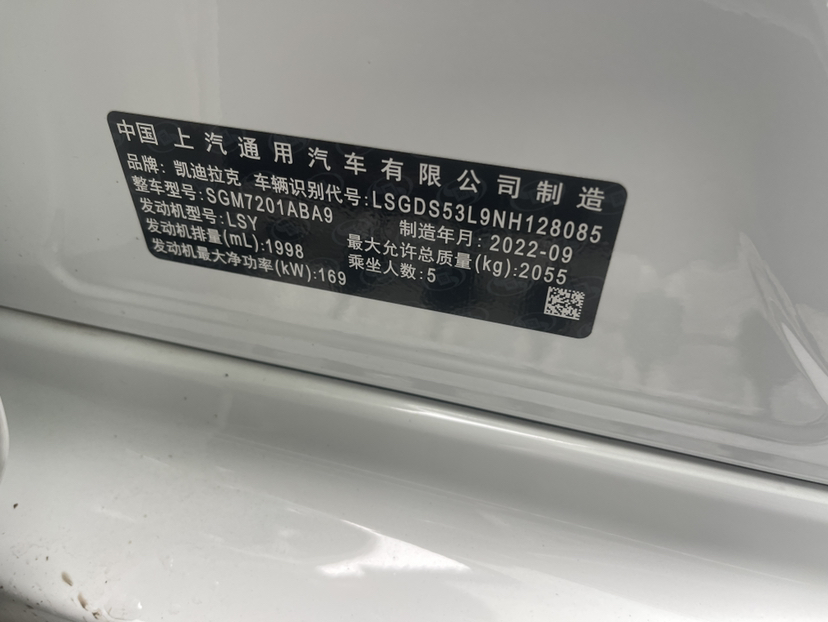 中国 上汽通用汽车有限公司制造
品牌: 凯迪拉克 车辆识别代号:LSGDS53L9NH128085
整车型号:SGM7201ABA9 制造年月: 2022-09
发动机型号:LSY 最大允许总质量(kg):2055
发动机排量(mL):1998 乘坐人数:5
发动机最大净功率(kW):169